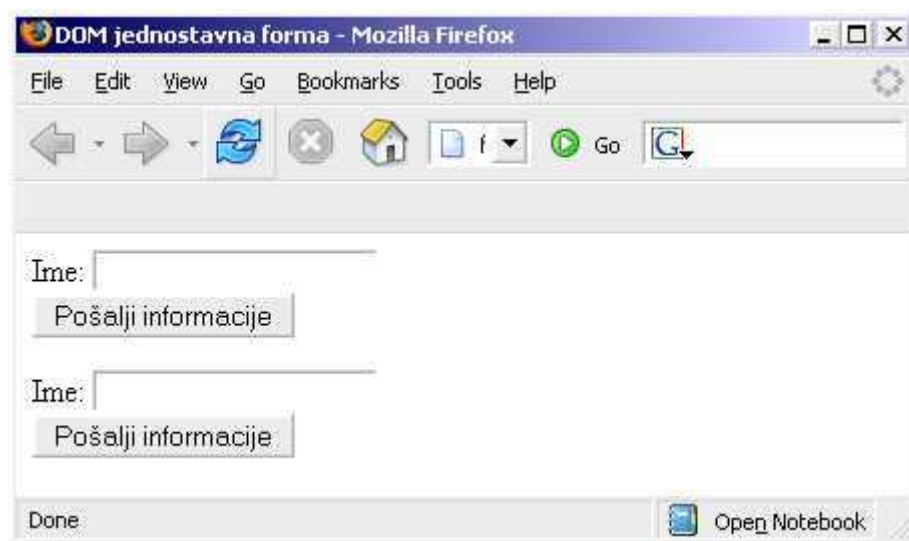 DOM jednostavna forma - Mozilla Firefox
File Edit View Go Bookmarks Tools Help
f Go G
Ime:
Pošalji informacije
Ime:
Pošalji informacije
Done Open Notebook